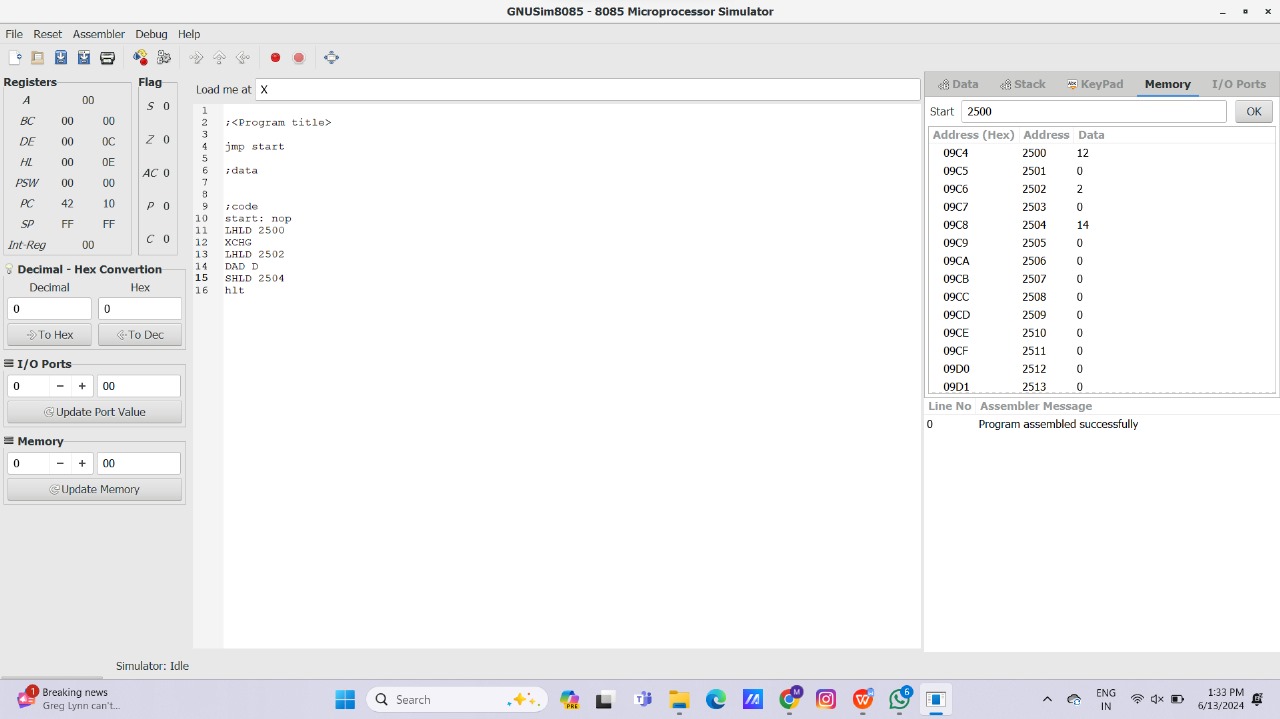 GNUSim8085 - 8085 Microprocessor Simulator
File Reset Assembler Debug Help
Registers
A 00
BC 00 00
DE 00 0C
HL 00 0E
PSW 00 00
PC 42 10
SP FF FF
Int-Reg 00
Flag
S 0
Z 0
AC 0
P 0
C 0
Decimal - Hex Convertion
Decimal Hex
0 0
To Hex To Dec
I/O Ports
0 − + 00
Update Port Value
Memory
0 − + 00
Update Memory
Load me at X
1
2 ;<Program title>
3
4 jmp start
5
6 ;data
7
8
9 ;code
10 start: nop
11 LHLD 2500
12 XCHG
13 LHLD 2502
14 DAD D
15 SHLD 2504
16 hlt
Data Stack KeyPad Memory I/O Ports
Start 2500 OK
Address (Hex) Address Data
09C4 2500 12
09C5 2501 0
09C6 2502 2
09C7 2503 0
09C8 2504 14
09C9 2505 0
09CA 2506 0
09CB 2507 0
09CC 2508 0
09CD 2509 0
09CE 2510 0
09CF 2511 0
09D0 2512 0
09D1 2513 0
Line No Assembler Message
0 Program assembled successfully
Simulator: Idle
1
Breaking news
Greg Lynn isn't...
Search
PRE
M
6
ENG
IN
1:33 PM
6/13/2024